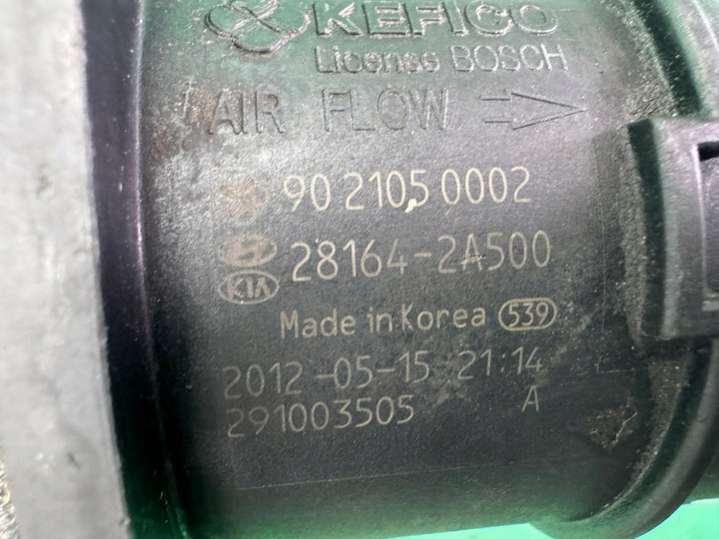 KEFICO
License BOSCH
AIR FLOW
90 2105 0002
28164-2A500
KIA
Made in Korea 539
2012-05-15 21:14
291003505 A